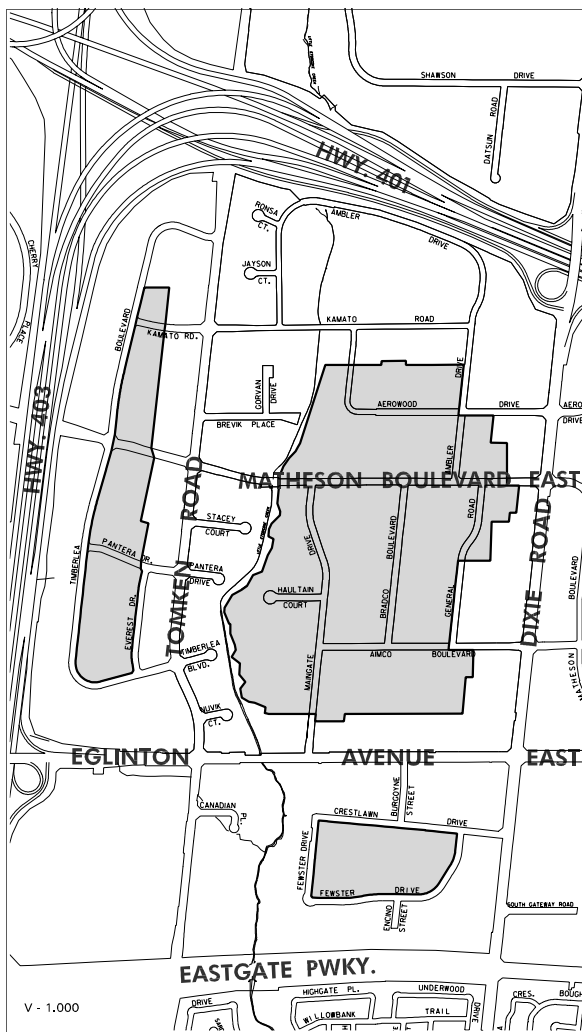 SHAWSON DRIVE
DATSUN ROAD
HWY. 401
RONSA CT.
AMBLER DRIVE
CHERRY PLACE
JAYSON CT.
BOULEVARD
KAMATO RD.
KAMATO ROAD
GORVAN DRIVE
DRIVE
AEROWOOD DRIVE
AERO
DRIVE
BREVIK PLACE
HWY. 403
AMBLER
MATHESON BOULEVARD EAST
TOMKEN ROAD
STACEY COURT
DRIVE
BOULEVARD
ROAD
DIXIE ROAD
BOULEVARD
TIMBERLEA
PANTERA DR.
PANTERA DRIVE
HAULTAIN COURT
BRADCO
GENERAL
EVEREST DR.
TIMBERLEA BLVD.
MAINGATE
AIMCO BOULEVARD
MATHESON
NUVIK CT.
EGLINTON AVENUE EAST
CANADIAN PL.
BURGOYNE STREET
CRESTLAWN DRIVE
FEWSTER DRIVE
FEWSTER DRIVE
ENCINO STREET
SOUTH GATEWAY ROAD
EASTGATE PWKY.
HIGHGATE PL.
UNDERWOOD
DRIVE
V - 1.000
DRIVE
WILLOWBANK TRAIL
CRES.
BOUGH